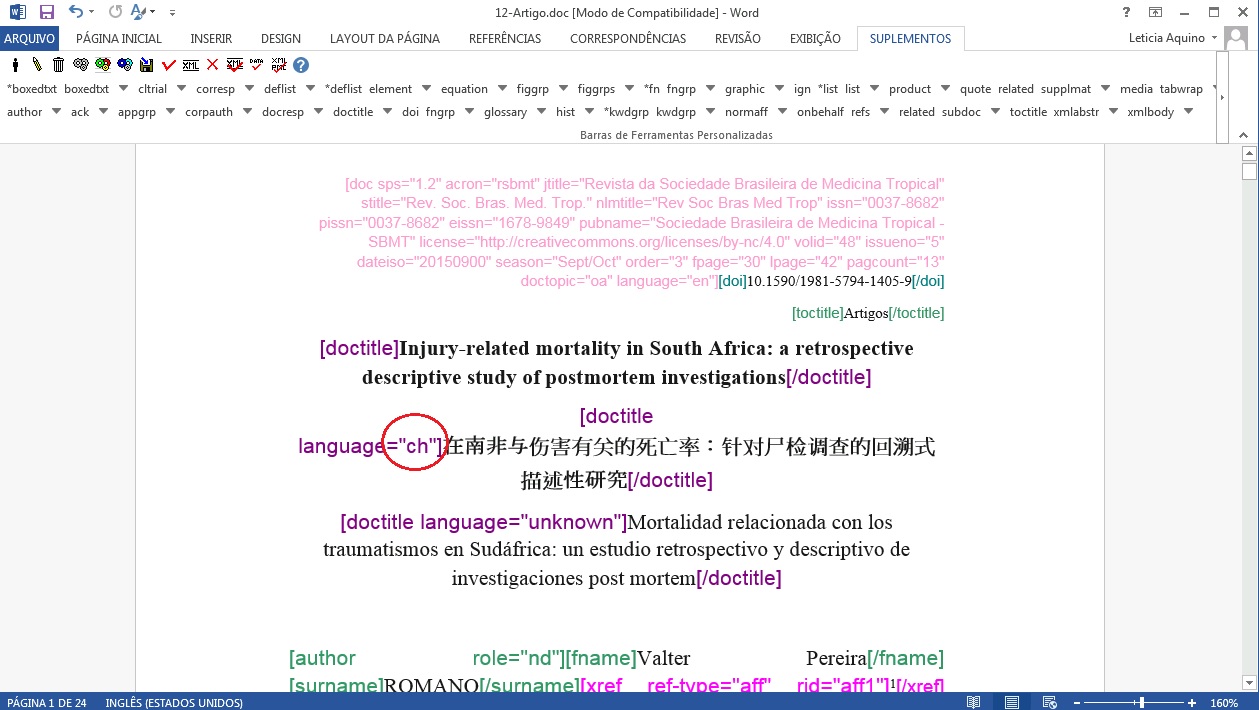 12-Artigo.doc [Modo de Compatibilidade] - Word
ARQUIVO PÁGINA INICIAL INSERIR DESIGN LAYOUT DA PÁGINA REFERÊNCIAS CORRESPONDÊNCIAS REVISÃO EXIBIÇÃO SUPLEMENTOS Leticia Aquino
*boxedtxt boxedtxt cltrial corresp deflist *deflist element equation figgrp figgrps *fn fngrp graphic ign *list list product quote related supplmat media tabwrap
author ack appgrp corpauth docresp doctitle doi fngrp glossary hist *kwdgrp kwdgrp normaff onbehalf refs related subdoc toctitle xmlabstr xmlbody
Barras de Ferramentas Personalizadas
[doc sps="1.2" acron="rsbmt" jtitle="Revista da Sociedade Brasileira de Medicina Tropical"
stitle="Rev. Soc. Bras. Med. Trop." nlmtitle="Rev Soc Bras Med Trop" issn="0037-8682"
pissn="0037-8682" eissn="1678-9849" pubname="Sociedade Brasileira de Medicina Tropical -
SBMT" license="http://creativecommons.org/licenses/by-nc/4.0" volid="48" issueno="5"
dateiso="20150900" season="Sept/Oct" order="3" fpage="30" lpage="42" pagcount="13"
doctopic="oa" language="en"][doi]10.1590/1981-5794-1405-9[/doi]
[toctitle]Artigos[/toctitle]
[doctitle]Injury-related mortality in South Africa: a retrospective
descriptive study of postmortem investigations[/doctitle]
[doctitle
language="ch"]在南非与伤害有关的死亡率：针对尸检调查的回溯式
描述性研究[/doctitle]
[doctitle language="unknown"]Mortalidad relacionada con los
traumatismos en Sudáfrica: un estudio retrospectivo y descriptivo de
investigaciones post mortem[/doctitle]
[author role="nd"][fname]Valter Pereira[/fname]
[surname]ROMANO[/surname][xref ref-type="aff" rid="aff1"]¹[/xref]
PÁGINA 1 DE 24 INGLÊS (ESTADOS UNIDOS) 160%